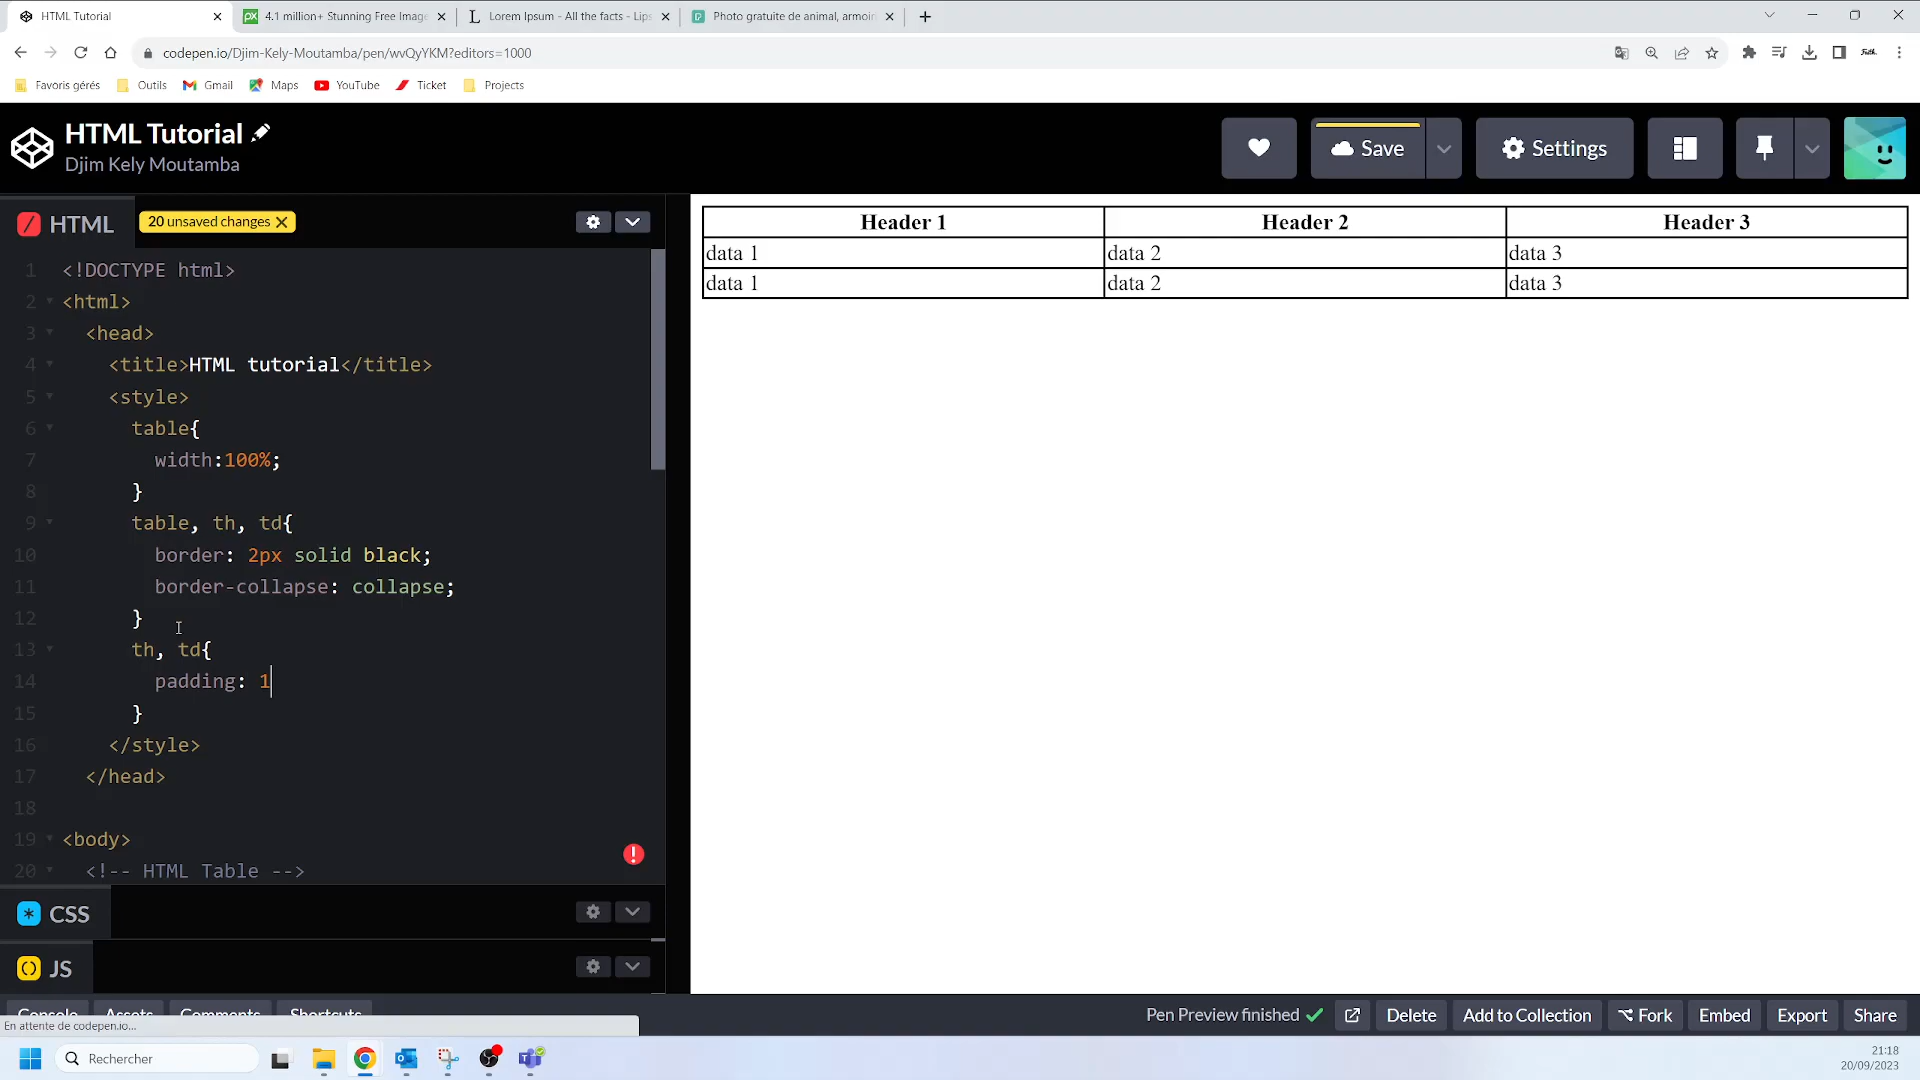 HTML Tutorial
4.1 million+ Stunning Free Image
Lorem Ipsum - All the facts - Lips
Photo gratuite de animal, armoir
codepen.io/Djim-Kely-Moutamba/pen/wvQyYKM?editors=1000
Favoris gérés
Outils
Gmail
Maps
YouTube
Ticket
Projects
HTML Tutorial
Djim Kely Moutamba
Save
Settings
HTML
20 unsaved changes
1 <!DOCTYPE html>
2 <html>
3 <head>
4 <title>HTML tutorial</title>
5 <style>
6 table{
7 width:100%;
8 }
9 table, th, td{
10 border: 2px solid black;
11 border-collapse: collapse;
12 }
13 th, td{
14 padding: 1
15 }
16 </style>
17 </head>
18
19 <body>
20 <!-- HTML Table -->
Header 1 Header 2 Header 3
data 1 data 2 data 3
data 1 data 2 data 3
CSS
JS
Console Assets Comments Shortcuts
En attente de codepen.io...
Pen Preview finished
Delete
Add to Collection
Fork
Embed
Export
Share
Rechercher
21:18
20/09/2023